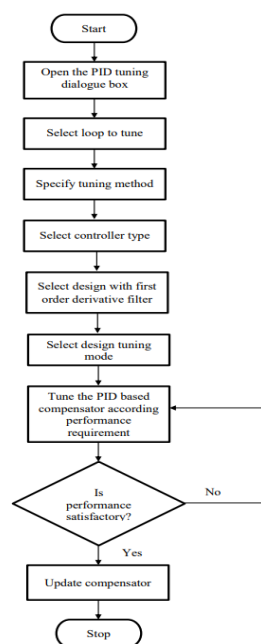 Start
Open the PID tuning
dialogue box
Select loop to tune
Specify tuning method
Select controller type
Select design with first
order derivative filter
Select design tuning
mode
Tune the PID based
compensator according
performance
requirement
Is
performance
satisfactory?
No
Yes
Update compensator
Stop